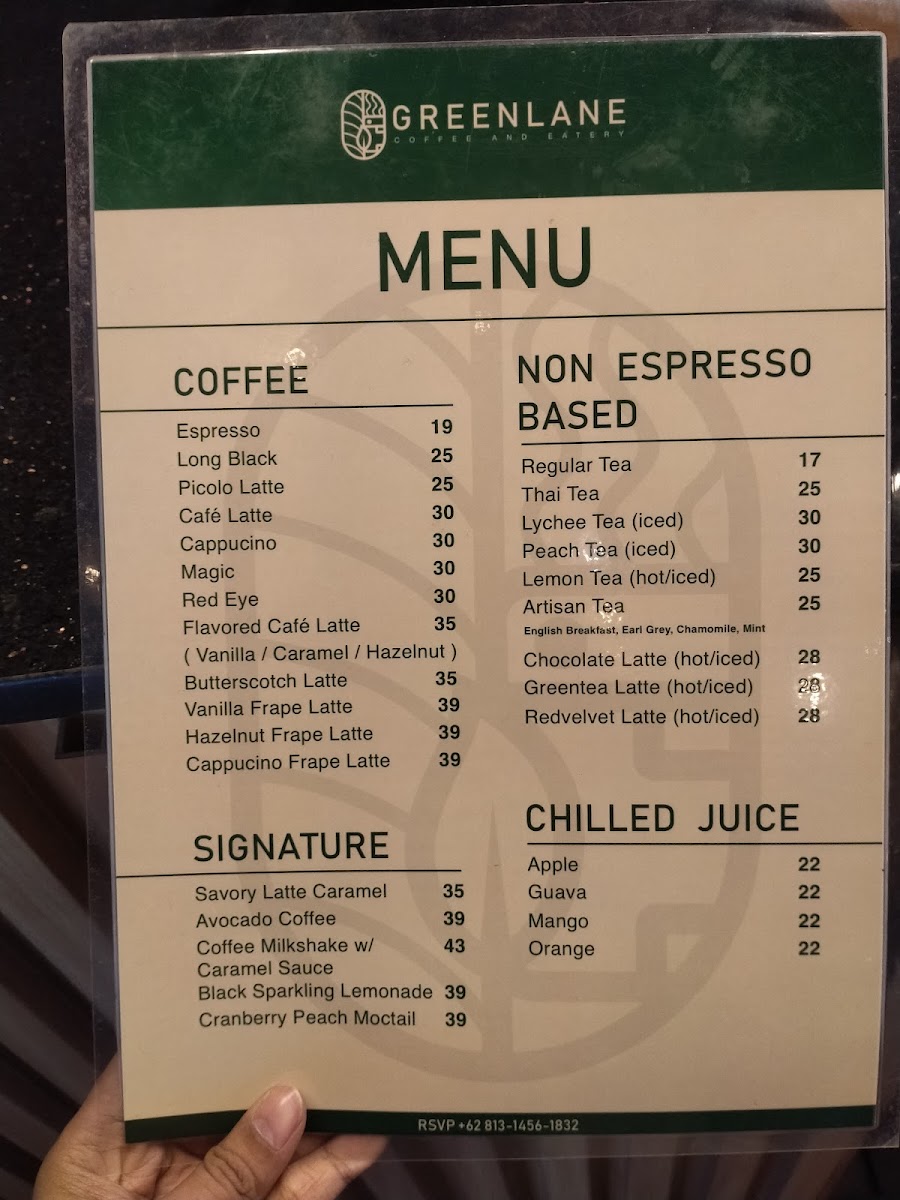 GREENLANE
COFFEE AND EATERY
MENU
COFFEE
Espresso 19
Long Black 25
Picolo Latte 25
Café Latte 30
Cappucino 30
Magic 30
Red Eye 30
Flavored Café Latte 35
( Vanilla / Caramel / Hazelnut )
Butterscotch Latte 35
Vanilla Frape Latte 39
Hazelnut Frape Latte 39
Cappucino Frape Latte 39
SIGNATURE
Savory Latte Caramel 35
Avocado Coffee 39
Coffee Milkshake w/ 43
Caramel Sauce
Black Sparkling Lemonade 39
Cranberry Peach Moctail 39
NON ESPRESSO
BASED
Regular Tea 17
Thai Tea 25
Lychee Tea (iced) 30
Peach Tea (iced) 30
Lemon Tea (hot/iced) 25
Artisan Tea 25
English Breakfast, Earl Grey, Chamomile, Mint
Chocolate Latte (hot/iced) 28
Greentea Latte (hot/iced) 28
Redvelvet Latte (hot/iced) 28
CHILLED JUICE
Apple 22
Guava 22
Mango 22
Orange 22
RSVP +62 813-1456-1832